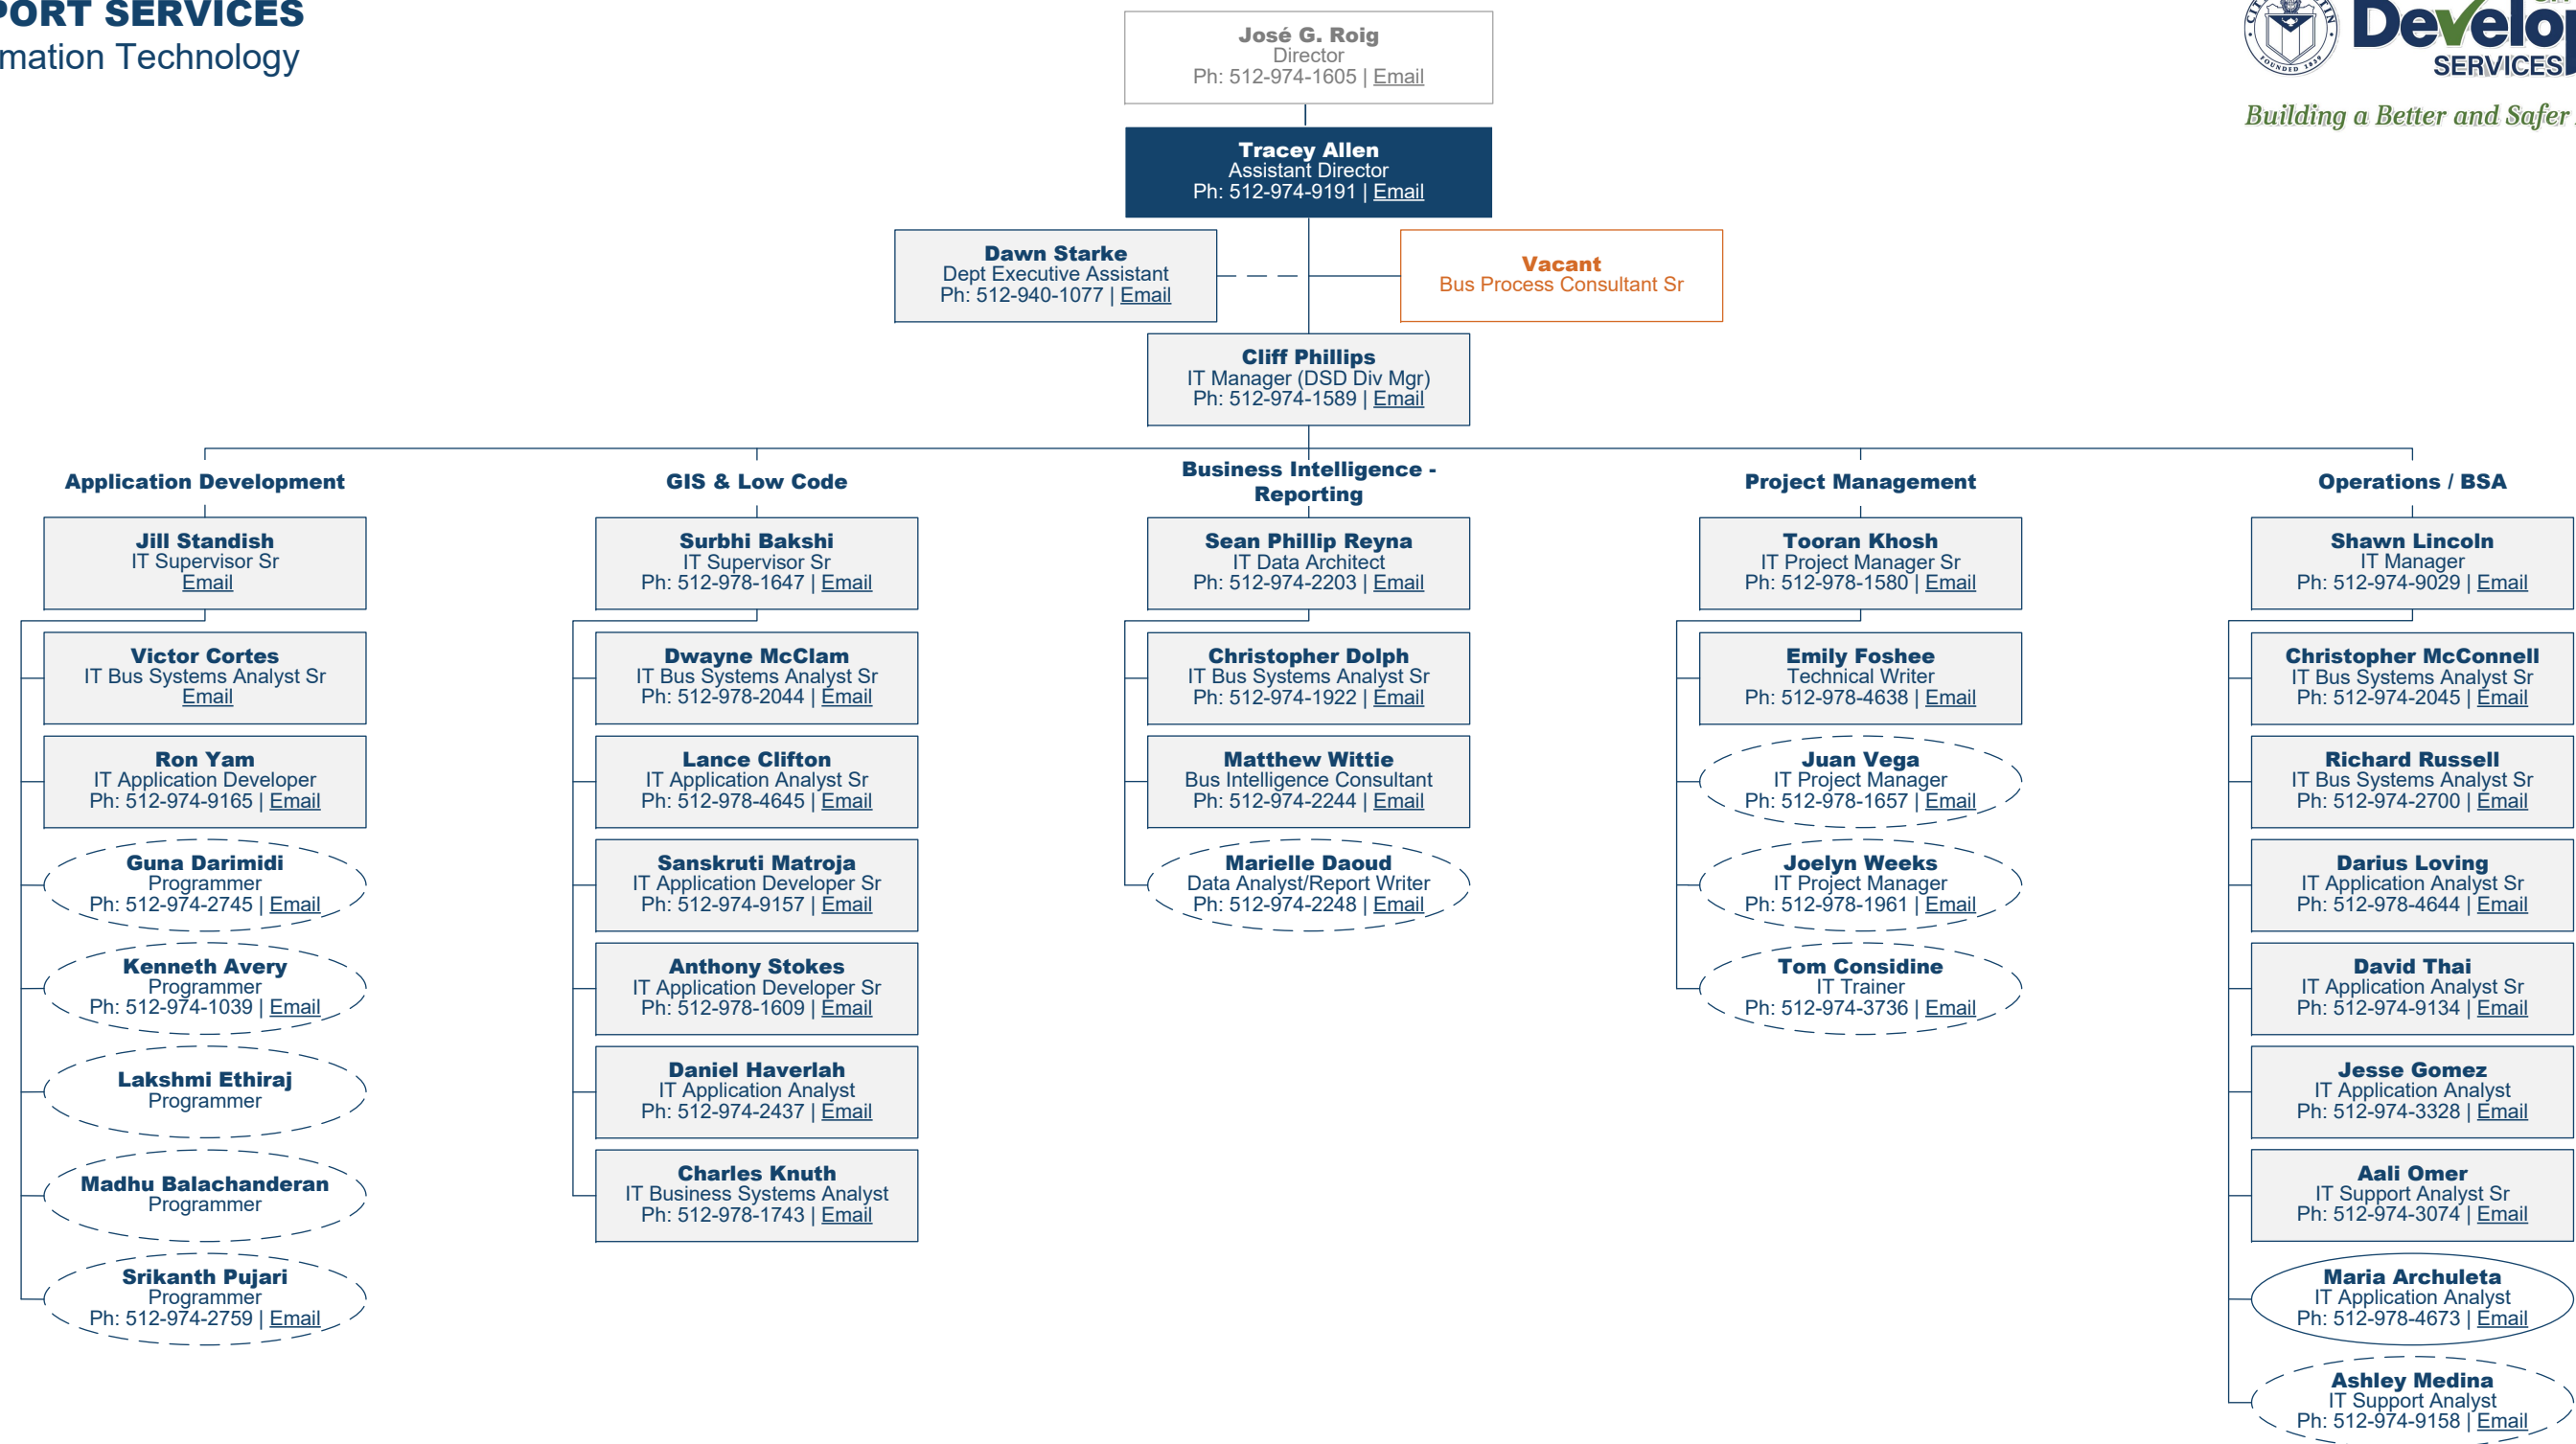 PORT SERVICES
mation Technology
CIT TIN
FOUNDED 1839
Develop
SERVICES
Building a Better and Safer
José G. Roig
Director
Ph: 512-974-1605 | Email
Tracey Allen
Assistant Director
Ph: 512-974-9191 | Email
Dawn Starke
Dept Executive Assistant
Ph: 512-940-1077 | Email
Vacant
Bus Process Consultant Sr
Cliff Phillips
IT Manager (DSD Div Mgr)
Ph: 512-974-1589 | Email
Application Development
Jill Standish
IT Supervisor Sr
Email
Victor Cortes
IT Bus Systems Analyst Sr
Email
Ron Yam
IT Application Developer
Ph: 512-974-9165 | Email
Guna Darimidi
Programmer
Ph: 512-974-2745 | Email
Kenneth Avery
Programmer
Ph: 512-974-1039 | Email
Lakshmi Ethiraj
Programmer
Madhu Balachanderan
Programmer
Srikanth Pujari
Programmer
Ph: 512-974-2759 | Email
GIS & Low Code
Surbhi Bakshi
IT Supervisor Sr
Ph: 512-978-1647 | Email
Dwayne McClam
IT Bus Systems Analyst Sr
Ph: 512-978-2044 | Email
Lance Clifton
IT Application Analyst Sr
Ph: 512-978-4645 | Email
Sanskruti Matroja
IT Application Developer Sr
Ph: 512-974-9157 | Email
Anthony Stokes
IT Application Developer Sr
Ph: 512-978-1609 | Email
Daniel Haverlah
IT Application Analyst
Ph: 512-974-2437 | Email
Charles Knuth
IT Business Systems Analyst
Ph: 512-978-1743 | Email
Business Intelligence -
Reporting
Sean Phillip Reyna
IT Data Architect
Ph: 512-974-2203 | Email
Christopher Dolph
IT Bus Systems Analyst Sr
Ph: 512-974-1922 | Email
Matthew Wittie
Bus Intelligence Consultant
Ph: 512-974-2244 | Email
Marielle Daoud
Data Analyst/Report Writer
Ph: 512-974-2248 | Email
Project Management
Tooran Khosh
IT Project Manager Sr
Ph: 512-978-1580 | Email
Emily Foshee
Technical Writer
Ph: 512-978-4638 | Email
Juan Vega
IT Project Manager
Ph: 512-978-1657 | Email
Joelyn Weeks
IT Project Manager
Ph: 512-978-1961 | Email
Tom Considine
IT Trainer
Ph: 512-974-3736 | Email
Operations / BSA
Shawn Lincoln
IT Manager
Ph: 512-974-9029 | Email
Christopher McConnell
IT Bus Systems Analyst Sr
Ph: 512-974-2045 | Email
Richard Russell
IT Bus Systems Analyst Sr
Ph: 512-974-2700 | Email
Darius Loving
IT Application Analyst Sr
Ph: 512-978-4644 | Email
David Thai
IT Application Analyst Sr
Ph: 512-974-9134 | Email
Jesse Gomez
IT Application Analyst
Ph: 512-974-3328 | Email
Aali Omer
IT Support Analyst Sr
Ph: 512-974-3074 | Email
Maria Archuleta
IT Application Analyst
Ph: 512-978-4673 | Email
Ashley Medina
IT Support Analyst
Ph: 512-974-9158 | Email